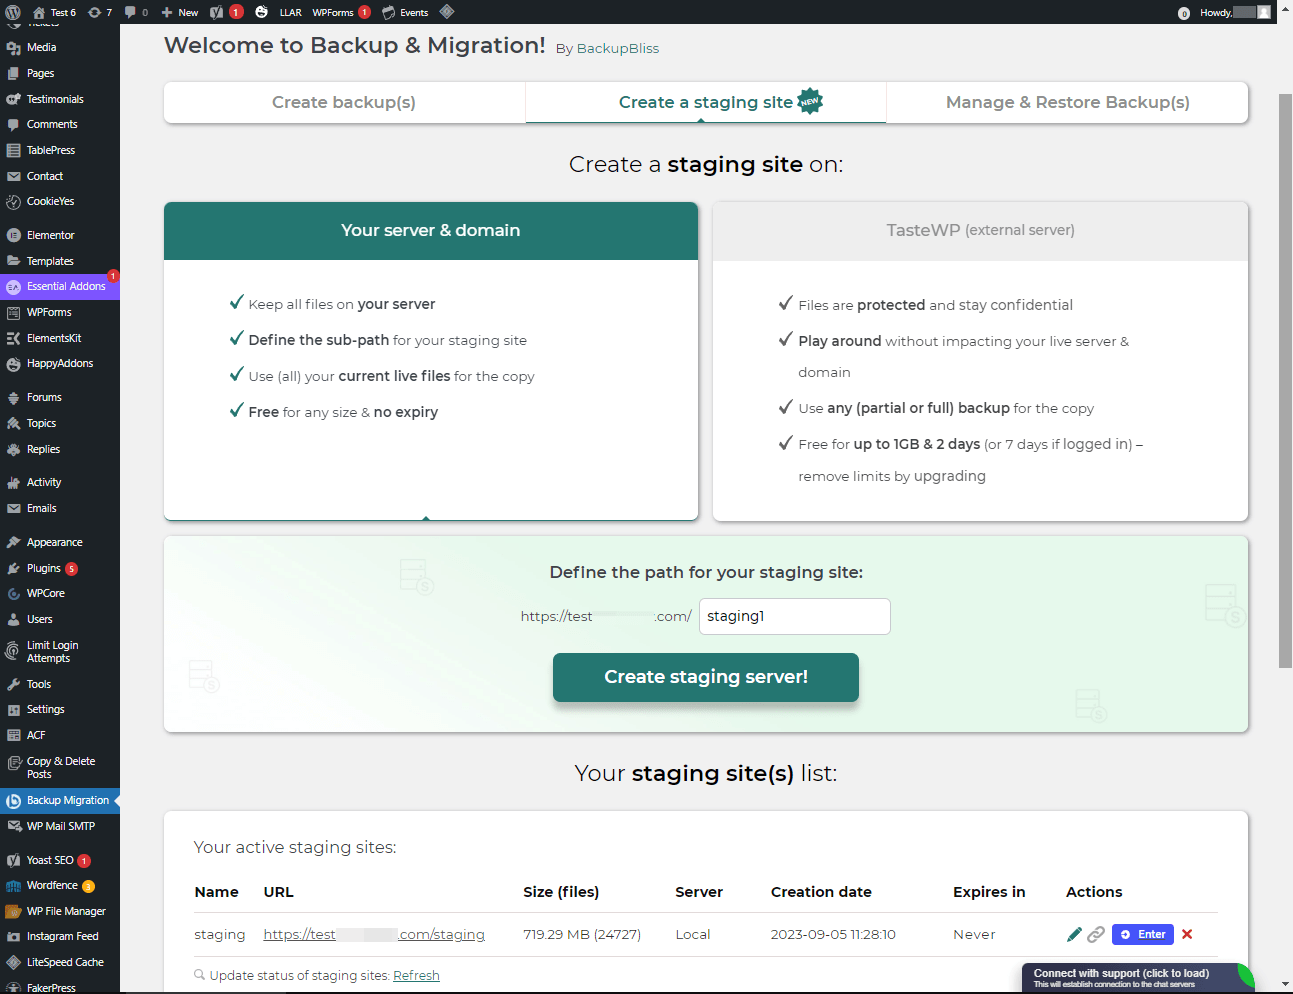 Test 6
7
0
New
1
LLAR
WPForms 1
Events
0
Howdy,
Tickets
Media
Pages
Testimonials
Comments
TablePress
Contact
CookieYes
Elementor
Templates
Essential Addons
1
WPForms
ElementsKit
HappyAddons
Forums
Topics
Replies
Activity
Emails
Appearance
Plugins 5
WPCore
Users
Limit Login
Attempts
Tools
Settings
ACF
Copy & Delete
Posts
Backup Migration
WP Mail SMTP
Yoast SEO 1
Wordfence 3
WP File Manager
Instagram Feed
LiteSpeed Cache
FakerPress
Welcome to Backup & Migration! By BackupBliss
Create backup(s)
Create a staging site NEW
Manage & Restore Backup(s)
Create a staging site on:
Your server & domain
Keep all files on your server
Define the sub-path for your staging site
Use (all) your current live files for the copy
Free for any size & no expiry
TasteWP (external server)
Files are protected and stay confidential
Play around without impacting your live server &
domain
Use any (partial or full) backup for the copy
Free for up to 1GB & 2 days (or 7 days if logged in) –
remove limits by upgrading
Define the path for your staging site:
https://test .com/ staging1
Create staging server!
Your staging site(s) list:
Your active staging sites:
Name URL Size (files) Server Creation date Expires in Actions
staging https://test .com/staging 719.29 MB (24727) Local 2023-09-05 11:28:10 Never Enter
Update status of staging sites: Refresh
Connect with support (click to load)
This will establish connection to the chat servers